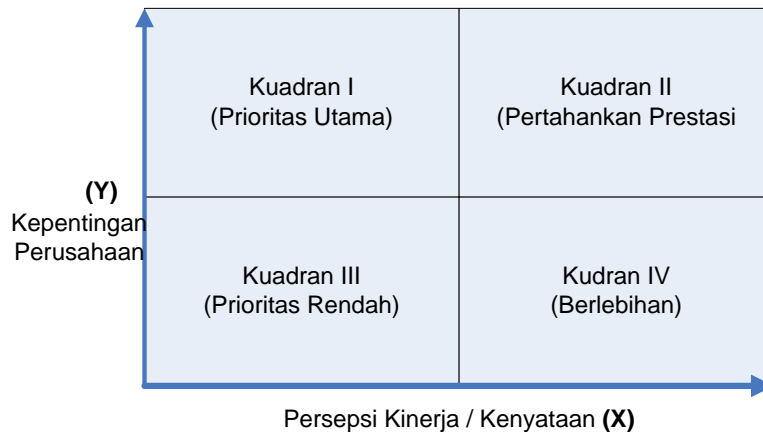 Kuadran I
(Prioritas Utama)
Kuadran II
(Pertahankan Prestasi
(Y)
Kepentingan
Perusahaan
Kuadran III
(Prioritas Rendah)
Kudran IV
(Berlebihan)
Persepsi Kinerja / Kenyataan (X)